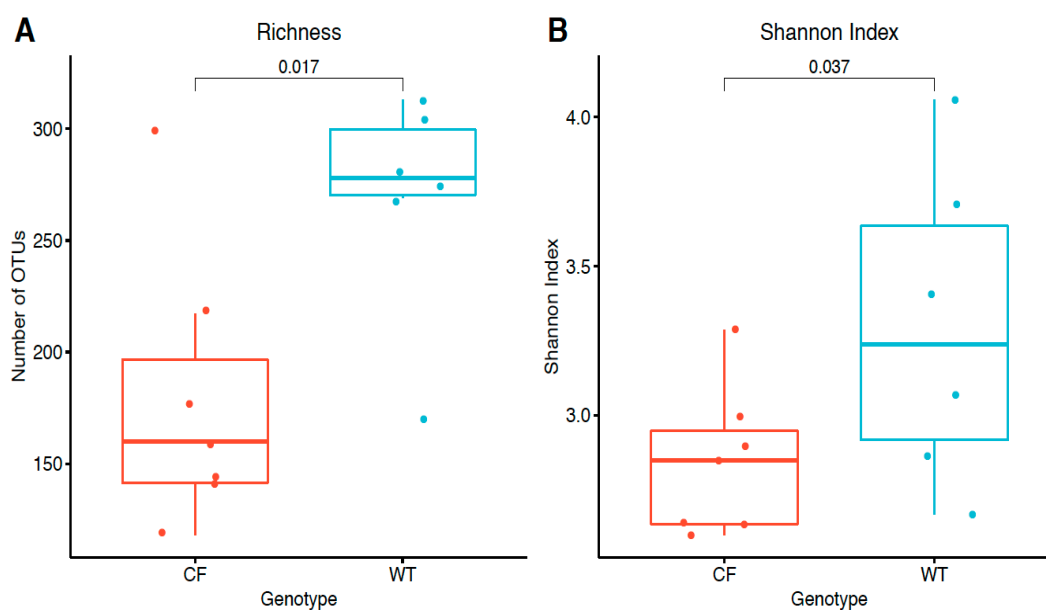 A
Richness
0.017
Number of OTUs
300
250
200
150
CF
WT
Genotype
B
Shannon Index
0.037
Shannon Index
4.0
3.5
3.0
CF
WT
Genotype